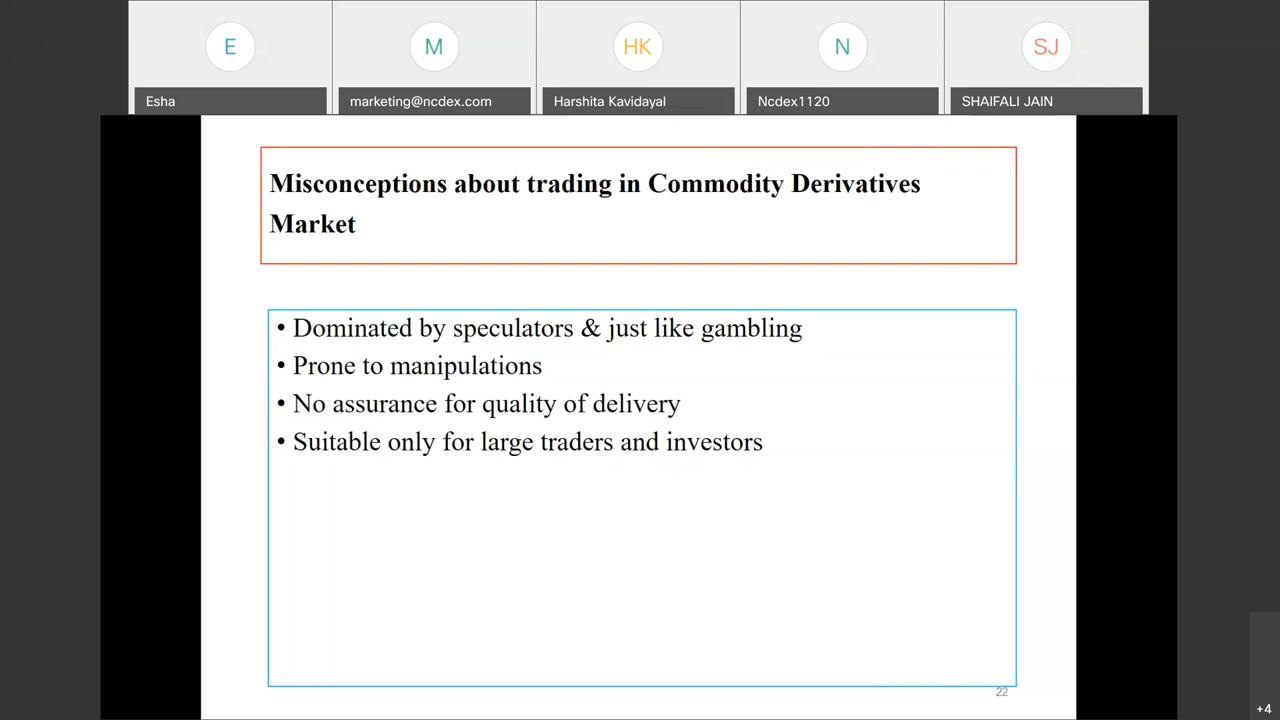 E
M
HK
N
SJ
Esha
marketing@ncdex.com
Harshita Kavidayal
Ncdex1120
SHAIFALI JAIN
Misconceptions about trading in Commodity Derivatives
Market
• Dominated by speculators & just like gambling
• Prone to manipulations
• No assurance for quality of delivery
• Suitable only for large traders and investors
22
+4